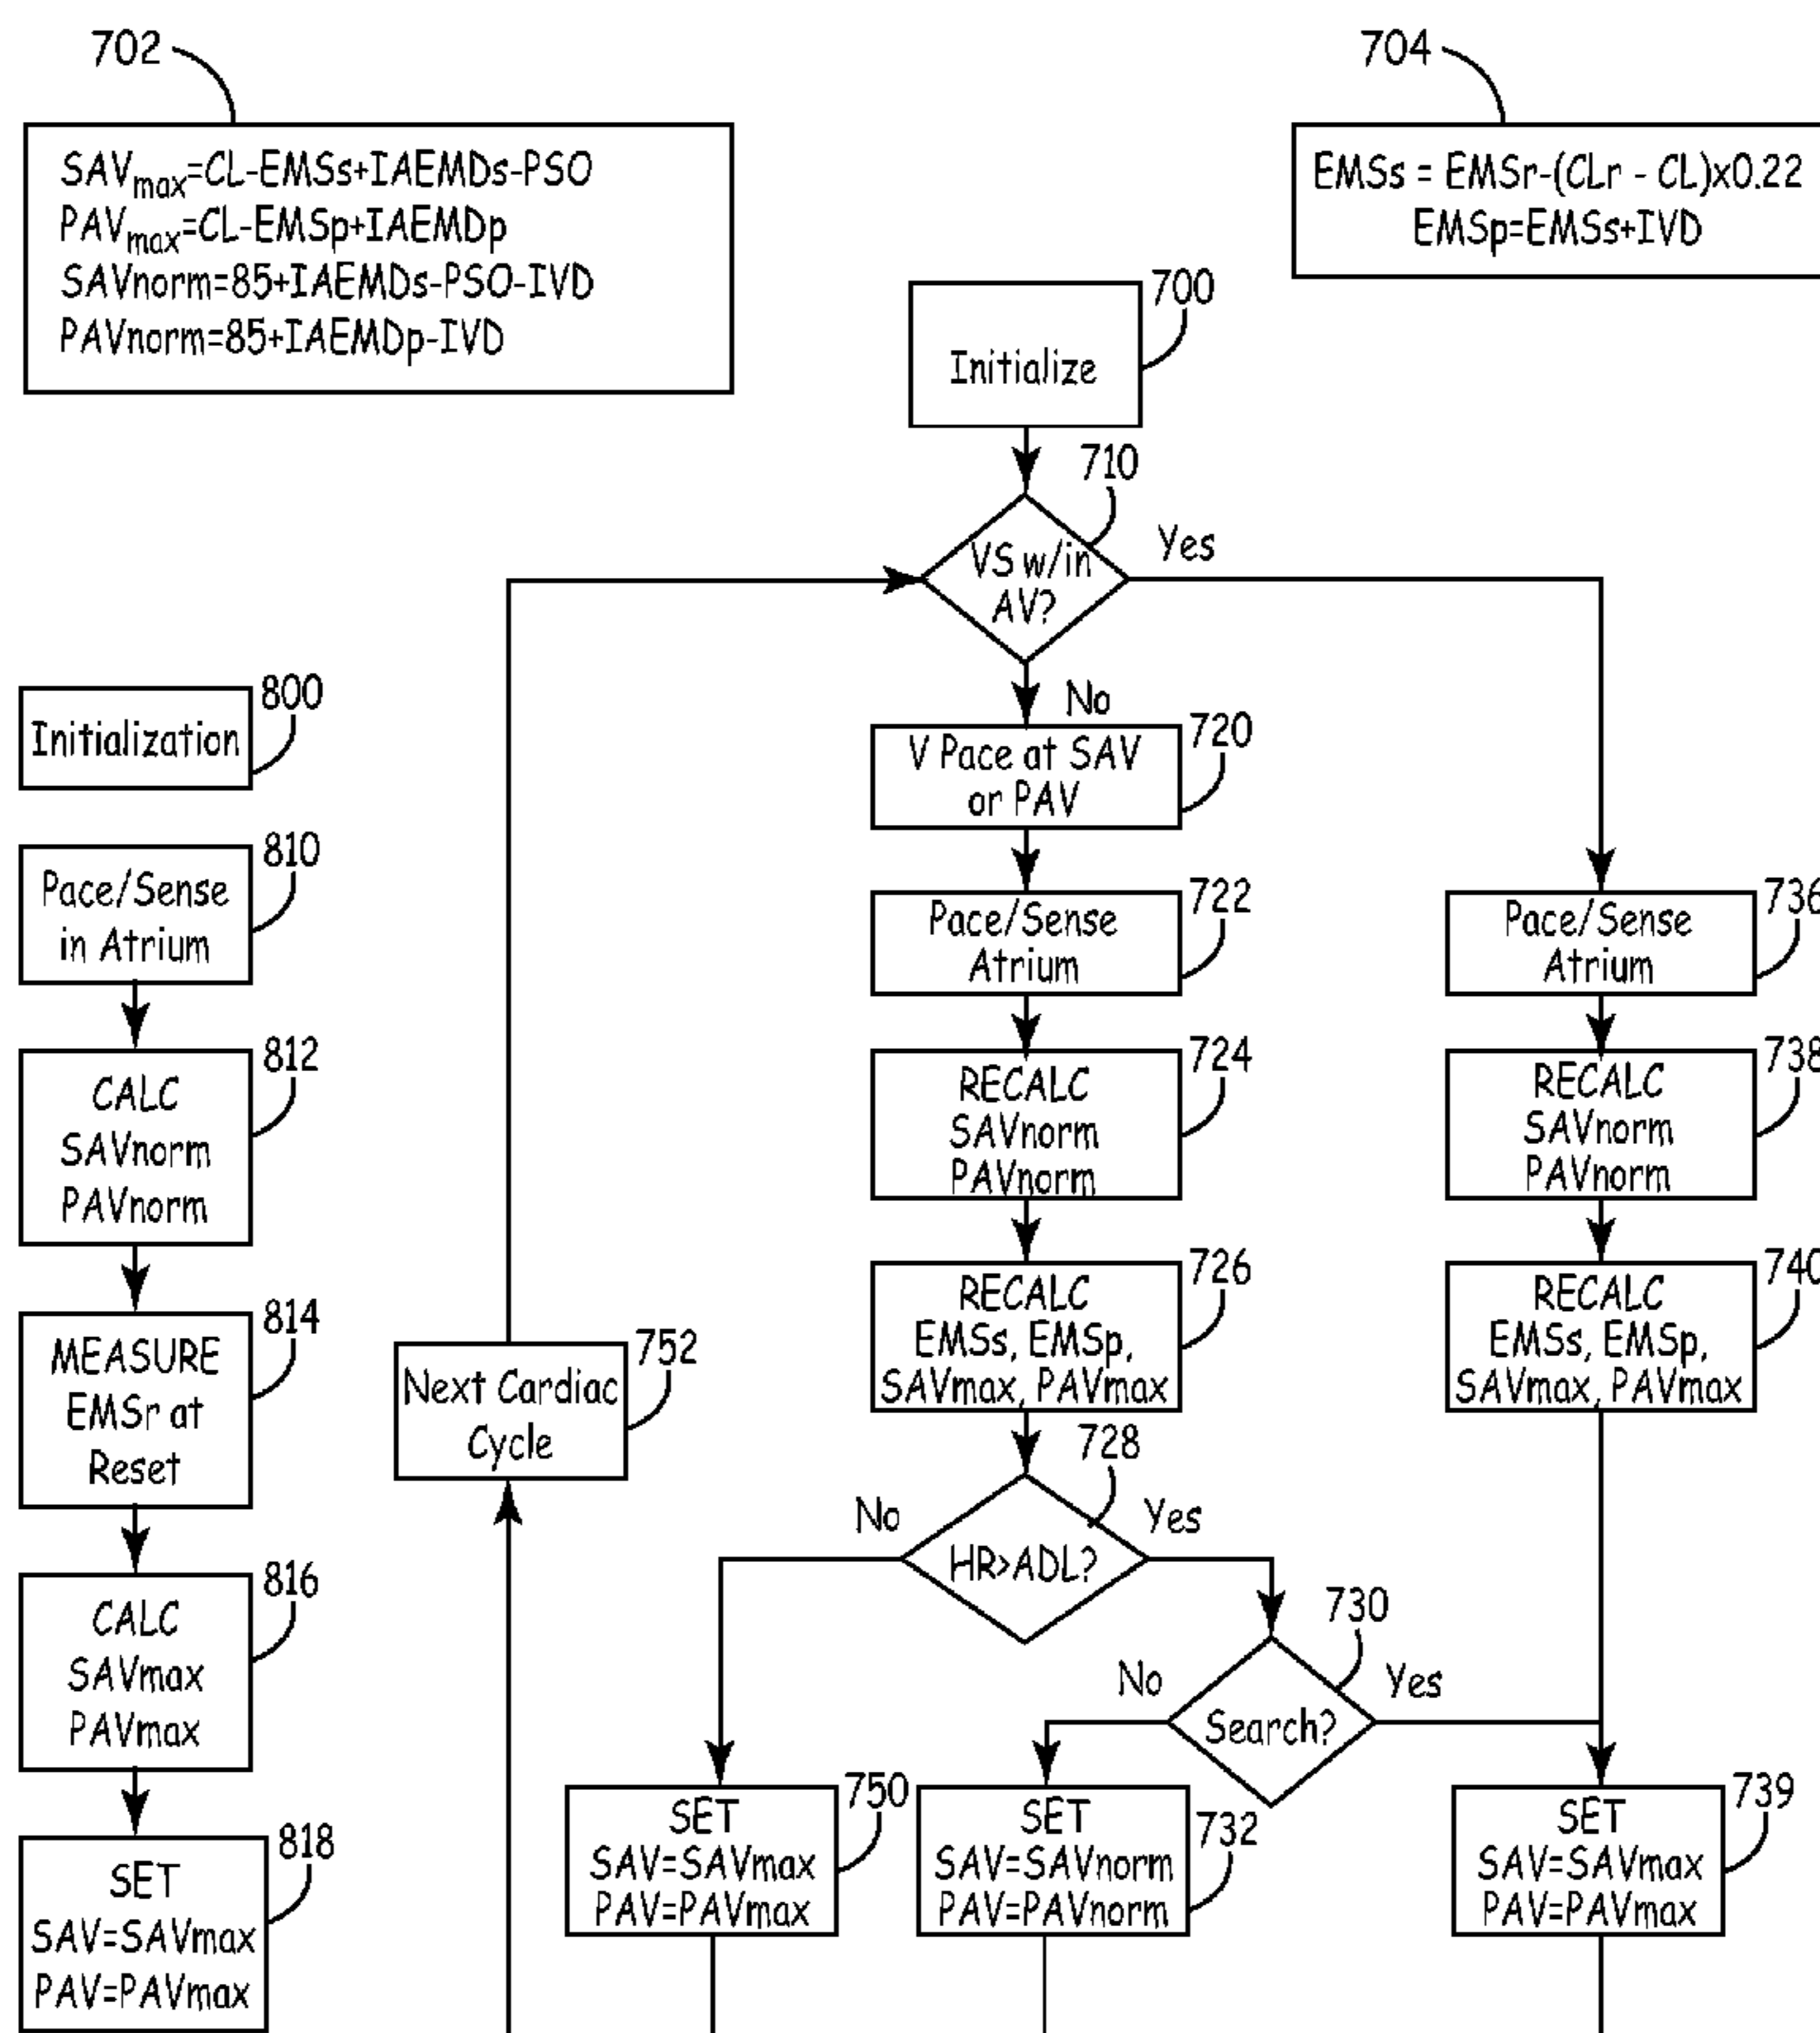 702
SAVmax=CL-EMSs+IAEMDs-PSO
PAVmax=CL-EMSp+IAEMDp
SAVnorm=85+IAEMDs-PSO-IVD
PAVnorm=85+IAEMDp-IVD
704
EMSs = EMSr-(CLr - CL)x0.22
EMSp=EMSs+IVD
700
Initialize
710
VS w/in
AV?
Yes
No
720
V Pace at SAV
or PAV
722
Pace/Sense
Atrium
724
RECALC
SAVnorm
PAVnorm
726
RECALC
EMSs, EMSp,
SAVmax, PAVmax
728
HR>ADL?
No
Yes
730
Search?
No
Yes
736
Pace/Sense
Atrium
738
RECALC
SAVnorm
PAVnorm
740
RECALC
EMSs, EMSp,
SAVmax, PAVmax
750
SET
SAV=SAVmax
PAV=PAVmax
732
SET
SAV=SAVnorm
PAV=PAVnorm
739
SET
SAV=SAVmax
PAV=PAVmax
752
Next Cardiac
Cycle
800
Initialization
810
Pace/Sense
in Atrium
812
CALC
SAVnorm
PAVnorm
814
MEASURE
EMSr at
Reset
816
CALC
SAVmax
PAVmax
818
SET
SAV=SAVmax
PAV=PAVmax